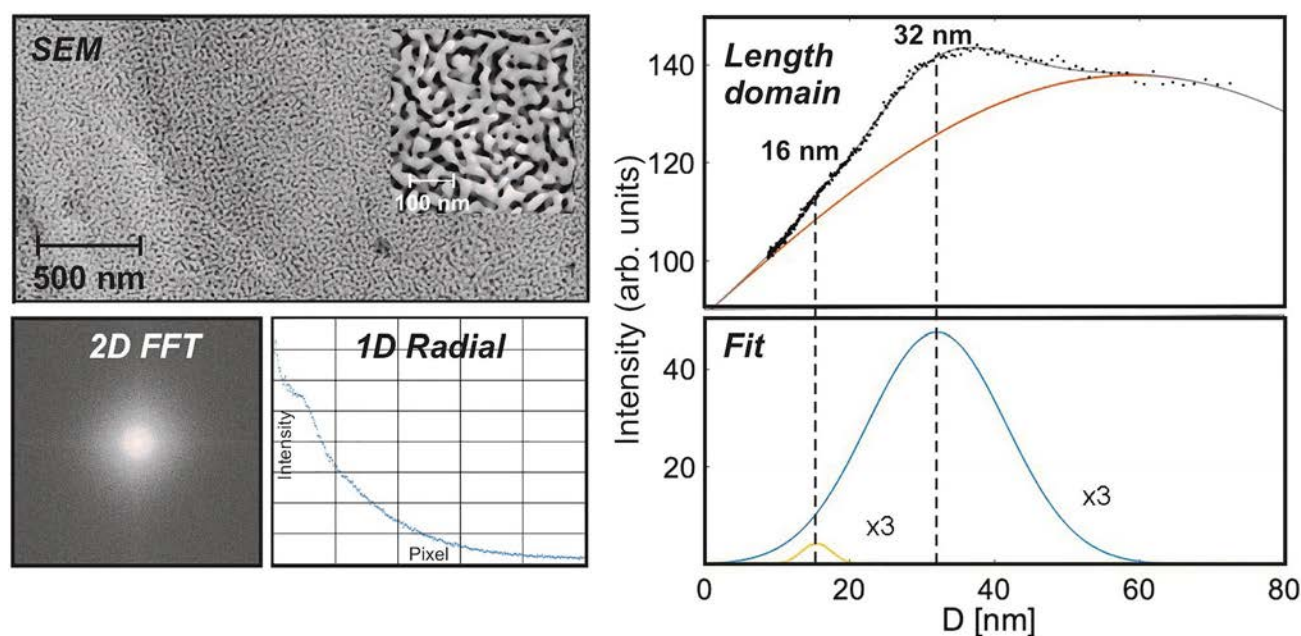 SEM
100 nm
500 nm
2D FFT
1D Radial
Intensity
Pixel
Length
domain
32 nm
16 nm
140
120
100
Intensity (arb. units)
Fit
40
20
x3
x3
0
20
40
60
80
D [nm]